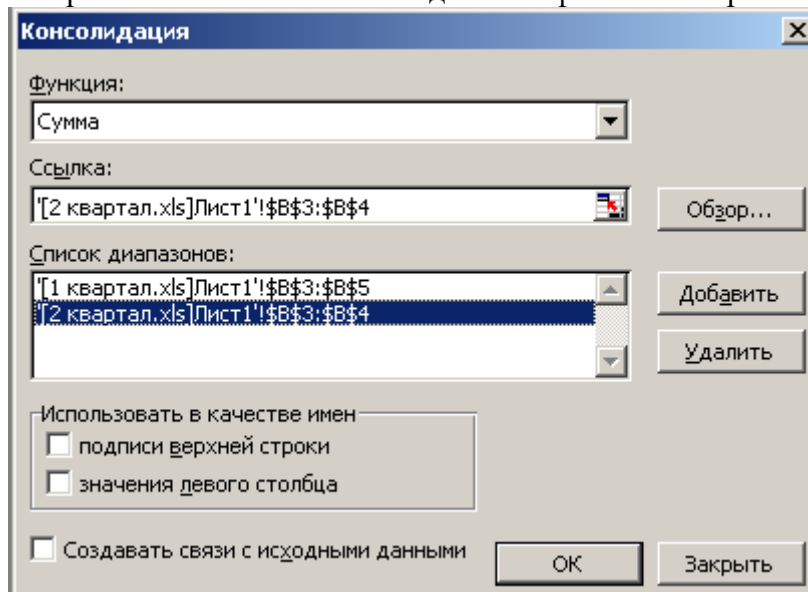 Консолидация
Функция:
Сумма
Ссылка:
'[2 квартал.xls]Лист1'!$B$3:$B$4
Обзор...
Список диапазонов:
'[1 квартал.xls]Лист1'!$B$3:$B$5
'[2 квартал.xls]Лист1'!$B$3:$B$4
Добавить
Удалить
Использовать в качестве имен
подписи верхней строки
значения левого столбца
Создавать связи с исходными данными
ОК
Закрыть